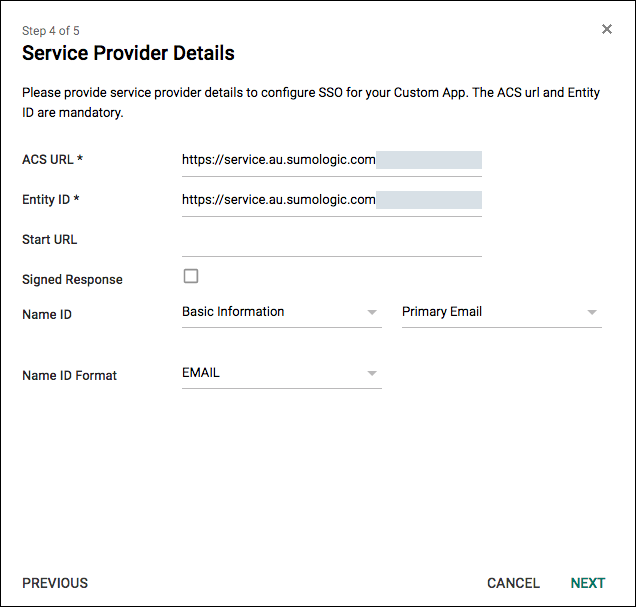 Step 4 of 5
Service Provider Details
Please provide service provider details to configure SSO for your Custom App. The ACS url and Entity
ID are mandatory.
ACS URL * https://service.au.sumologic.com
Entity ID * https://service.au.sumologic.com
Start URL
Signed Response
Name ID Basic Information Primary Email
Name ID Format EMAIL
PREVIOUS CANCEL NEXT